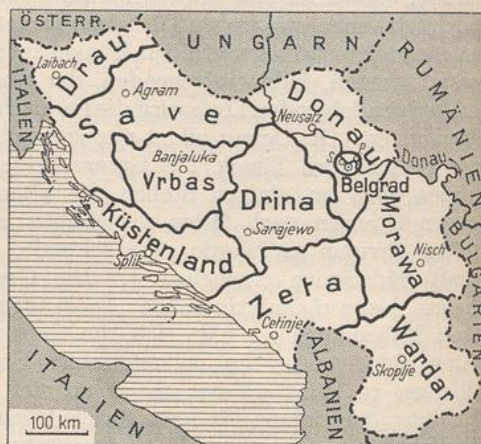 ÖSTERR.
UNGARN
RUMÄNIEN
Laibach
Drau
ITALIEN
Agram
Save
Donau
Neusatz
Donau
S.
P.
Belgrad
Banjaluka
Vrbas
Drina
Sarajewo
Morawa
Nisch
BULGARIEN
Küstenland
Split
Zeta
Cetinje
Wardar
Skoplje
ALBANIEN
ITALIEN
100 km